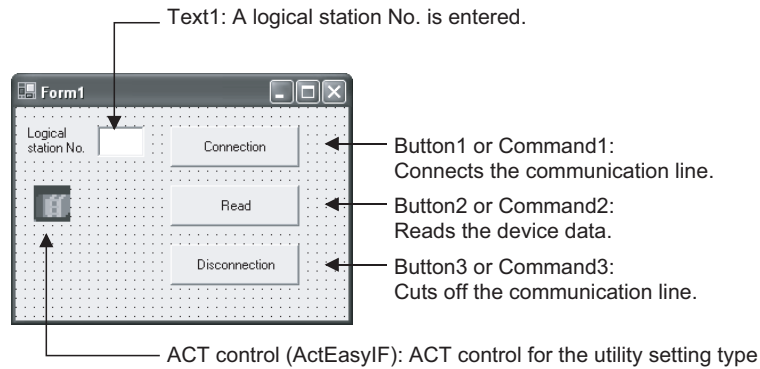 Text1: A logical station No. is entered.
Form1
Logical
station No.
Connection
Button1 or Command1:
Connects the communication line.
Read
Button2 or Command2:
Reads the device data.
Disconnection
Button3 or Command3:
Cuts off the communication line.
ACT control (ActEasyIF): ACT control for the utility setting type